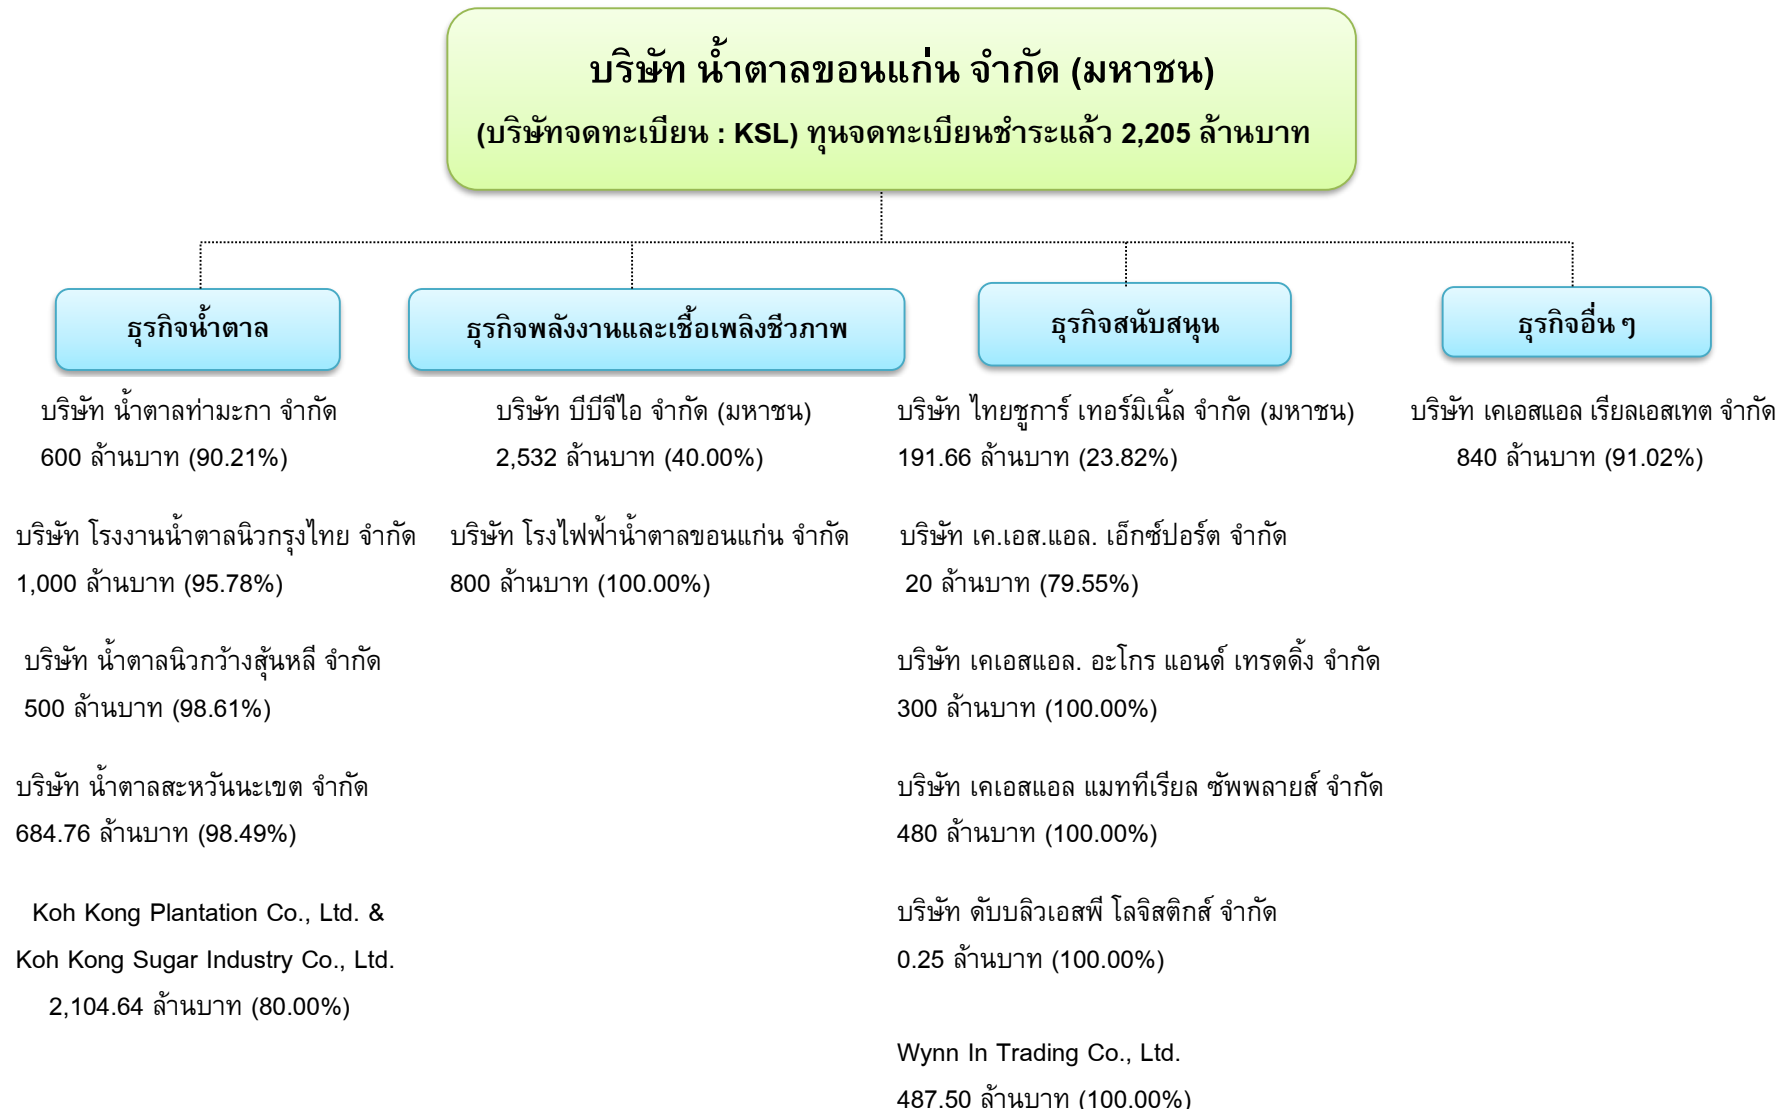 บริษัท น้ำตาลขอนแก่น จำกัด (มหาชน)
(บริษัทจดทะเบียน : KSL) ทุนจดทะเบียนชำระแล้ว 2,205 ล้านบาท
ธุรกิจน้ำตาล
บริษัท น้ำตาลท่ามะกา จำกัด
600 ล้านบาท (90.21%)
บริษัท โรงงานน้ำตาลนิวกรุงไทย จำกัด
1,000 ล้านบาท (95.78%)
บริษัท น้ำตาลนิวกว้างสุ้นหลี จำกัด
500 ล้านบาท (98.61%)
บริษัท น้ำตาลสะหวันนะเขต จำกัด
684.76 ล้านบาท (98.49%)
Koh Kong Plantation Co., Ltd. &
Koh Kong Sugar Industry Co., Ltd.
2,104.64 ล้านบาท (80.00%)
ธุรกิจพลังงานและเชื้อเพลิงชีวภาพ
บริษัท บีบีจีไอ จำกัด (มหาชน)
2,532 ล้านบาท (40.00%)
บริษัท โรงไฟฟ้าน้ำตาลขอนแก่น จำกัด
800 ล้านบาท (100.00%)
ธุรกิจสนับสนุน
บริษัท ไทยชูการ์ เทอร์มิเนิ้ล จำกัด (มหาชน)
191.66 ล้านบาท (23.82%)
บริษัท เค.เอส.แอล. เอ็กซ์ปอร์ต จำกัด
20 ล้านบาท (79.55%)
บริษัท เคเอสแอล. อะโกร แอนด์ เทรดดิ้ง จำกัด
300 ล้านบาท (100.00%)
บริษัท เคเอสแอล แมททีเรียล ซัพพลายส์ จำกัด
480 ล้านบาท (100.00%)
บริษัท ดับบลิวเอสพี โลจิสติกส์ จำกัด
0.25 ล้านบาท (100.00%)
Wynn In Trading Co., Ltd.
487.50 ล้านบาท (100.00%)
ธุรกิจอื่น ๆ
บริษัท เคเอสแอล เรียลเอสเทต จำกัด
840 ล้านบาท (91.02%)